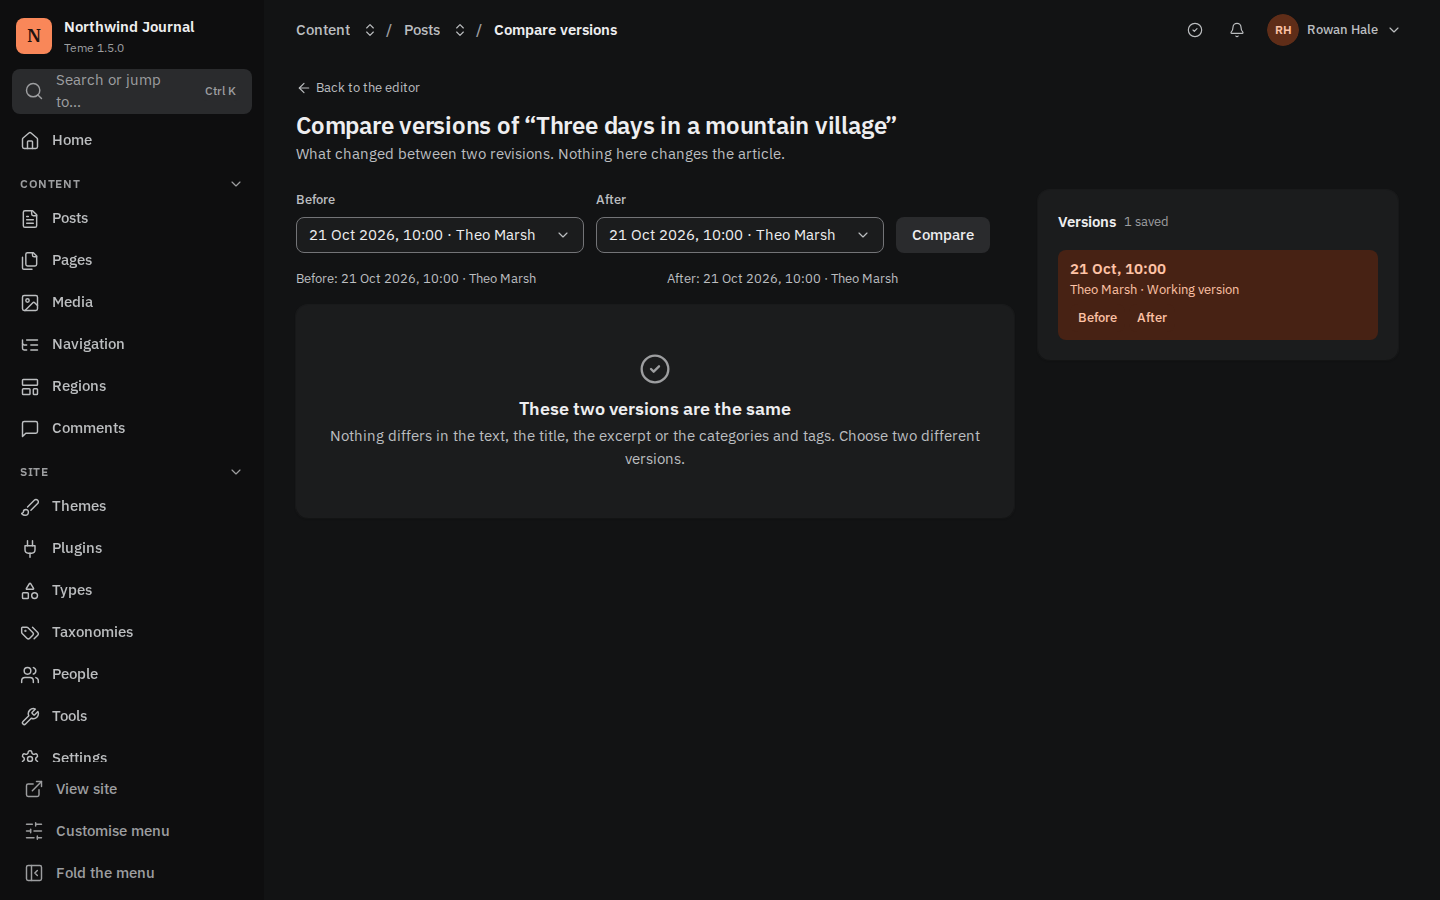 N
Northwind Journal
Teme 1.5.0
Search or jump
to...
Ctrl K
Home
CONTENT
Posts
Pages
Media
Navigation
Regions
Comments
SITE
Themes
Plugins
Types
Taxonomies
People
Tools
Settings
View site
Customise menu
Fold the menu
Content / Posts / Compare versions
RH Rowan Hale
Back to the editor
Compare versions of “Three days in a mountain village”
What changed between two revisions. Nothing here changes the article.
Before
After
21 Oct 2026, 10:00 · Theo Marsh
21 Oct 2026, 10:00 · Theo Marsh
Compare
Before: 21 Oct 2026, 10:00 · Theo Marsh
After: 21 Oct 2026, 10:00 · Theo Marsh
These two versions are the same
Nothing differs in the text, the title, the excerpt or the categories and tags. Choose two different
versions.
Versions 1 saved
21 Oct, 10:00
Theo Marsh · Working version
Before After